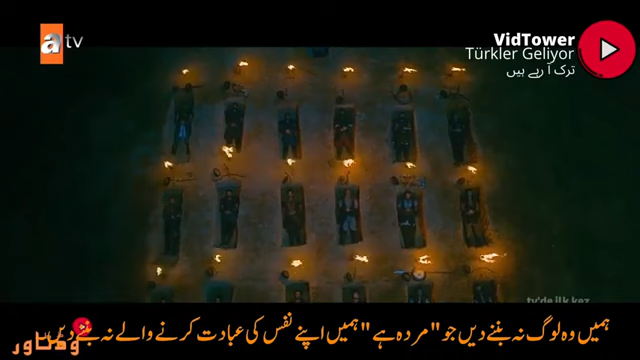 atv
VidTower
Türkler Geliyor
ترک آ رہے ہیں
tv'de ilk kez
ہمیں وہ لوگ نہ بننے دیں جو "مردہ ہے" ہمیں اپنے نفس کی عبادت کرنے والے نہ بننے دیں
وڈٹاور